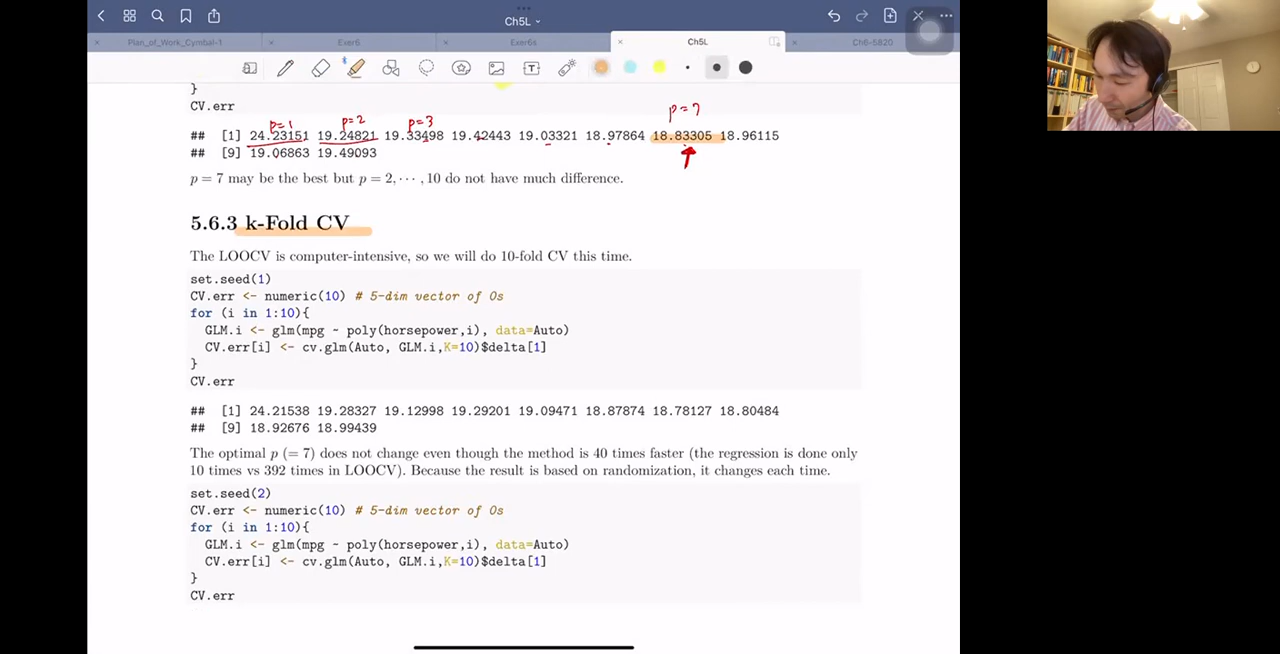 Ch5L
Plan_of_Work_Cymbal-1
Exer6
Exer6s
Ch5L
Ch6-5820
}
CV.err
p=1 p=2 p=3 p=7
## [1] 24.23151 19.24821 19.33498 19.42443 19.03321 18.97864 18.83305 18.96115
## [9] 19.06863 19.49093
p = 7 may be the best but p = 2, ··· , 10 do not have much difference.
5.6.3 k-Fold CV
The LOOCV is computer-intensive, so we will do 10-fold CV this time.
set.seed(1)
CV.err <- numeric(10) # 5-dim vector of 0s
for (i in 1:10){
GLM.i <- glm(mpg ~ poly(horsepower,i), data=Auto)
CV.err[i] <- cv.glm(Auto, GLM.i,K=10)$delta[1]
}
CV.err
## [1] 24.21538 19.28327 19.12998 19.29201 19.09471 18.87874 18.78127 18.80484
## [9] 18.92676 18.99439
The optimal p (= 7) does not change even though the method is 40 times faster (the regression is done only
10 times vs 392 times in LOOCV). Because the result is based on randomization, it changes each time.
set.seed(2)
CV.err <- numeric(10) # 5-dim vector of 0s
for (i in 1:10){
GLM.i <- glm(mpg ~ poly(horsepower,i), data=Auto)
CV.err[i] <- cv.glm(Auto, GLM.i,K=10)$delta[1]
}
CV.err